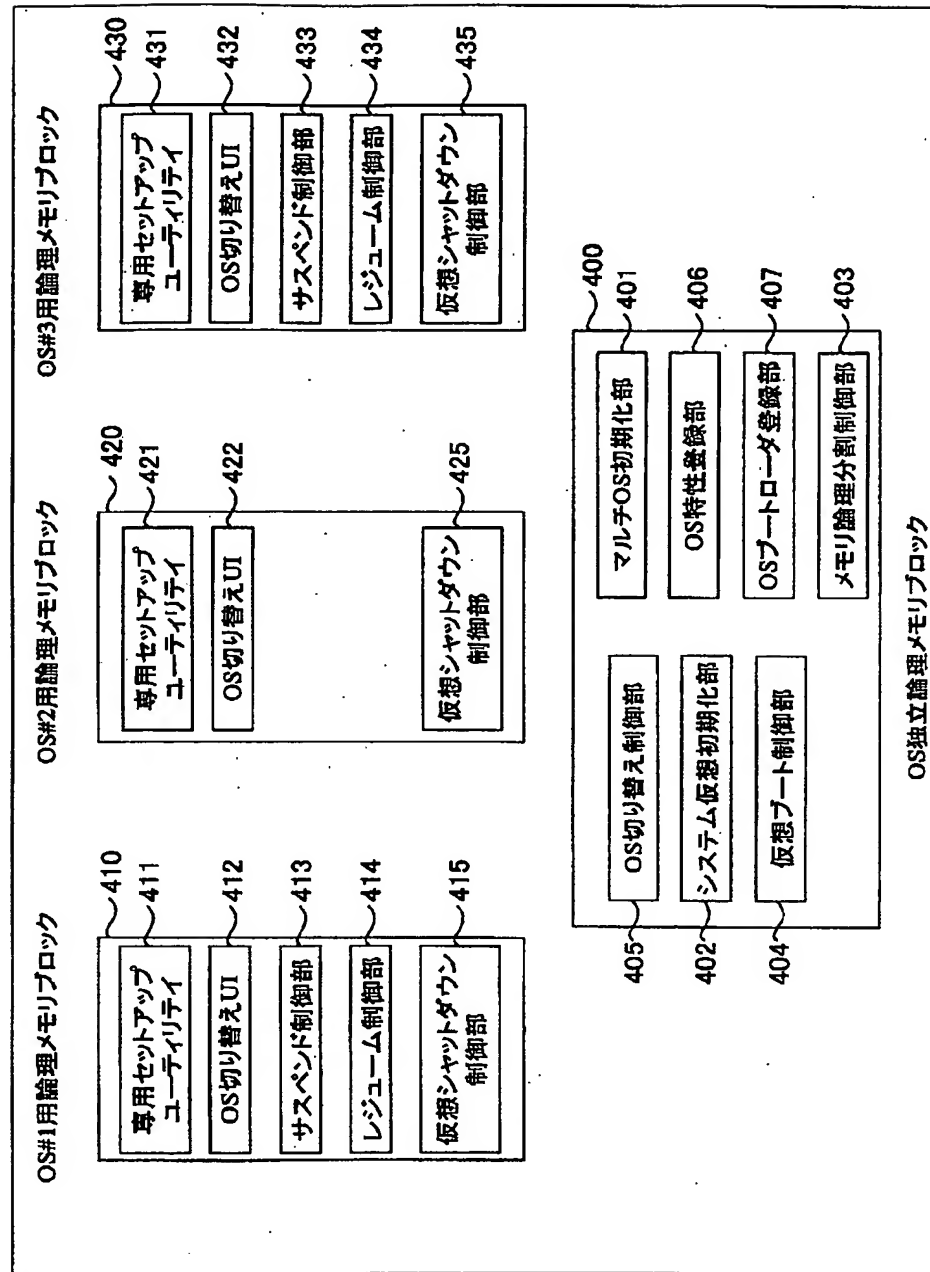 OS#1用論理メモリブロック
410
専用セットアップ
ユーティリティ
411
OS切り替えUI
412
サスペンド制御部
413
レジューム制御部
414
仮想シャットダウン
制御部
415
OS#2用論理メモリブロック
420
専用セットアップ
ユーティリティ
421
OS切り替えUI
422
仮想シャットダウン
制御部
425
OS#3用論理メモリブロック
430
専用セットアップ
ユーティリティ
431
OS切り替えUI
432
サスペンド制御部
433
レジューム制御部
434
仮想シャットダウン
制御部
435
400
OS切り替え制御部
405
システム仮想初期化部
402
仮想ブート制御部
404
マルチOS初期化部
401
OS特性登録部
406
OSブートローダ登録部
407
メモリ論理分割制御部
403
OS独立論理メモリブロック